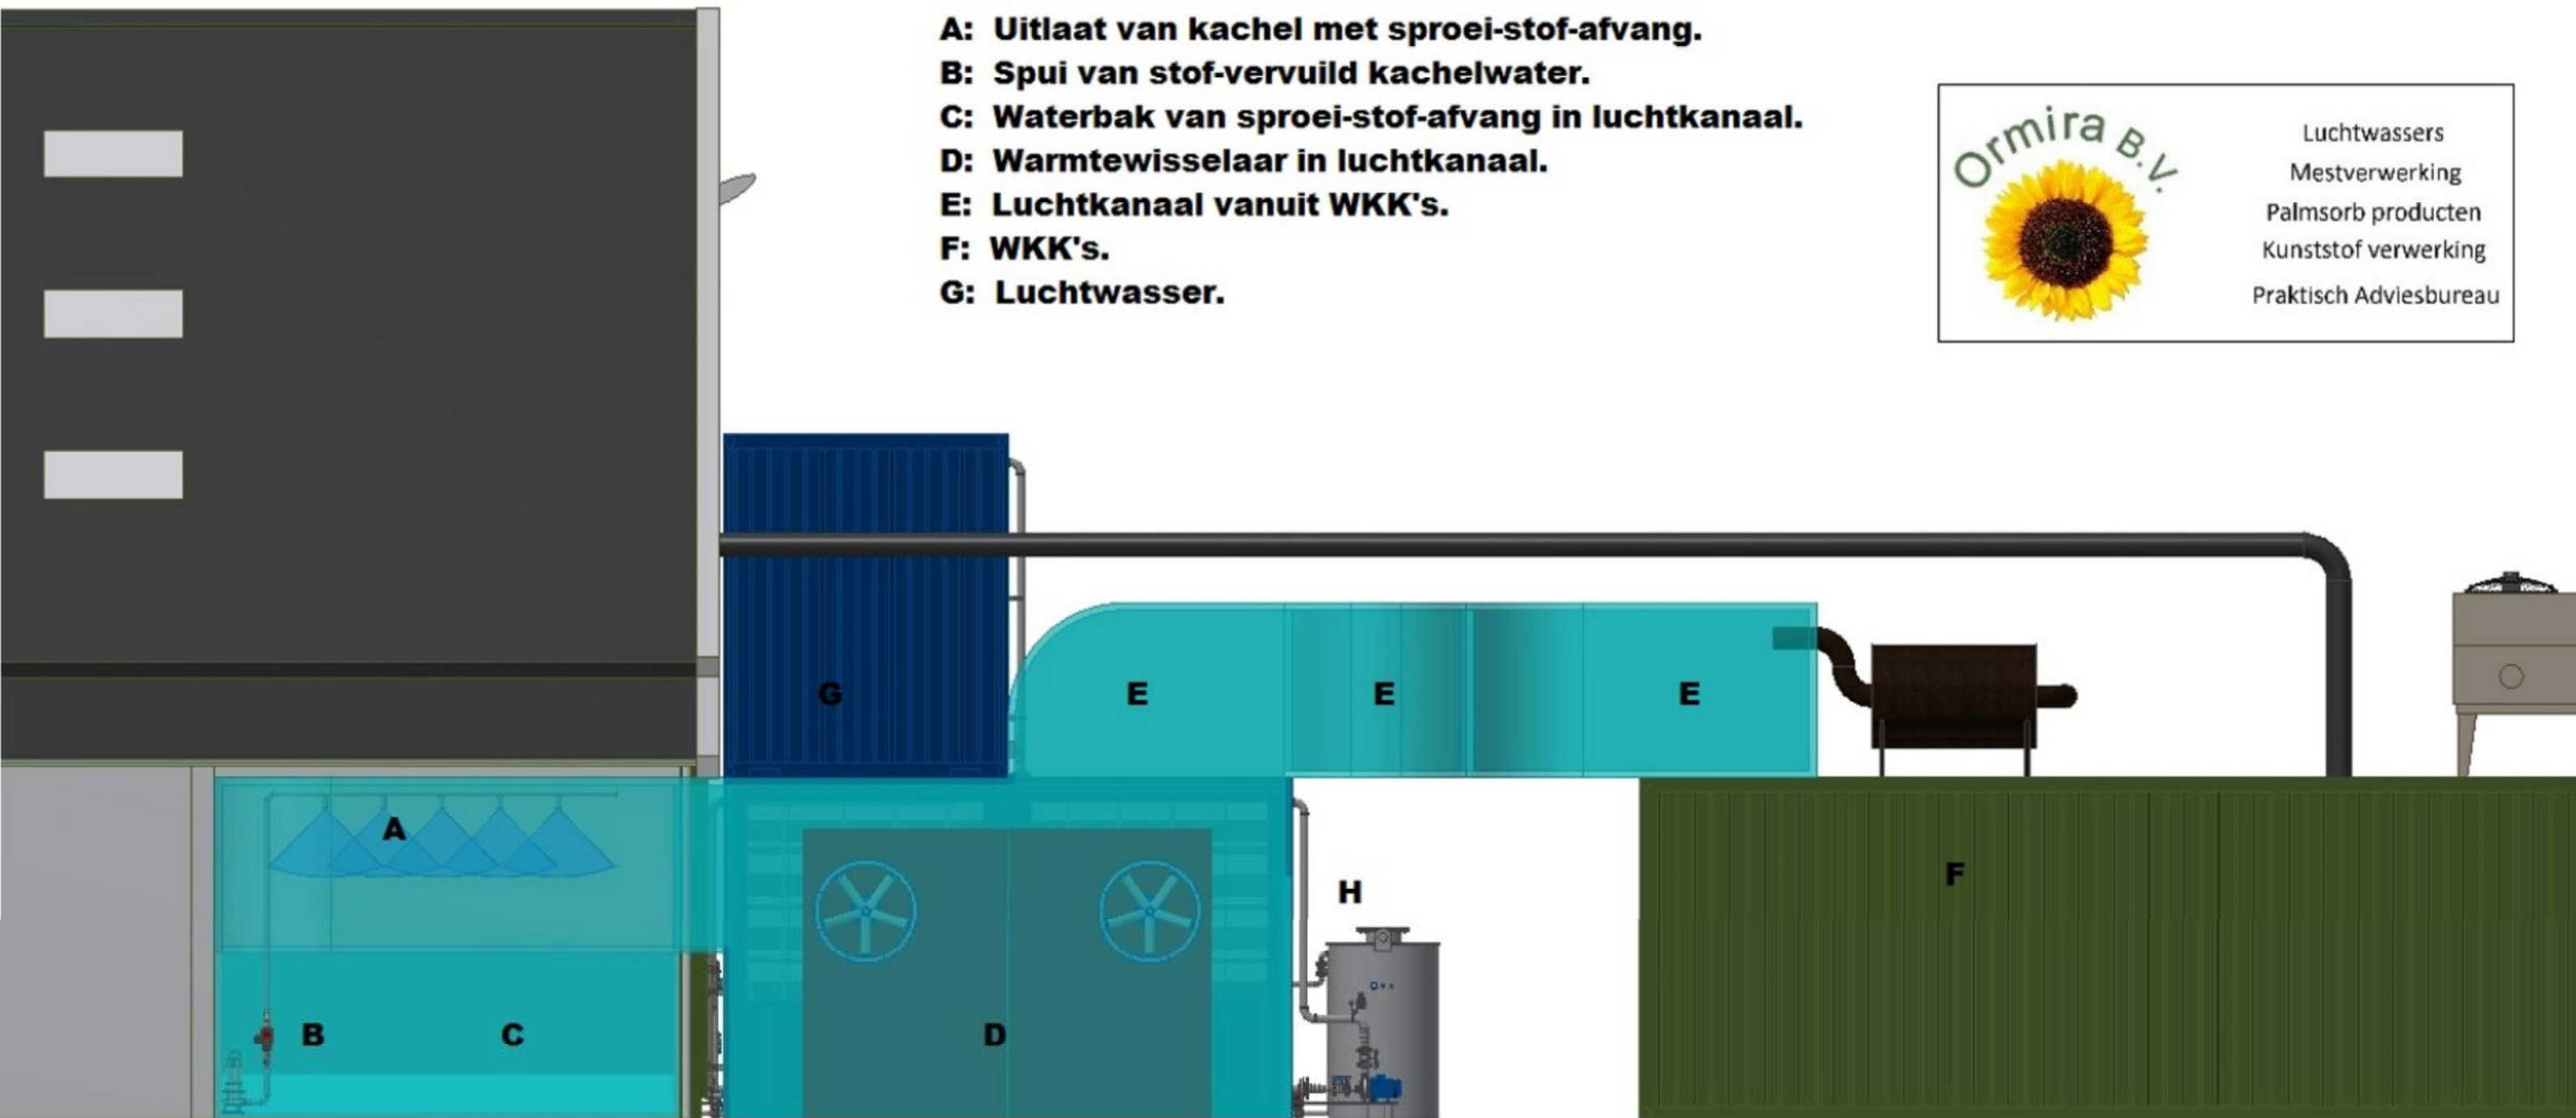 A: Uitlaat van kachel met sproei-stof-afvang.
B: Spui van stof-vervuild kachelwater.
C: Waterbak van sproei-stof-afvang in luchtkanaal.
D: Warmtewisselaar in luchtkanaal.
E: Luchtkanaal vanuit WKK's.
F: WKK's.
G: Luchtwasser.
Ormira B.V.
Luchtwassers
Mestverwerking
Palmsorb producten
Kunststof verwerking
Praktisch Adviesbureau
G
E
E
E
A
H
F
B
C
D